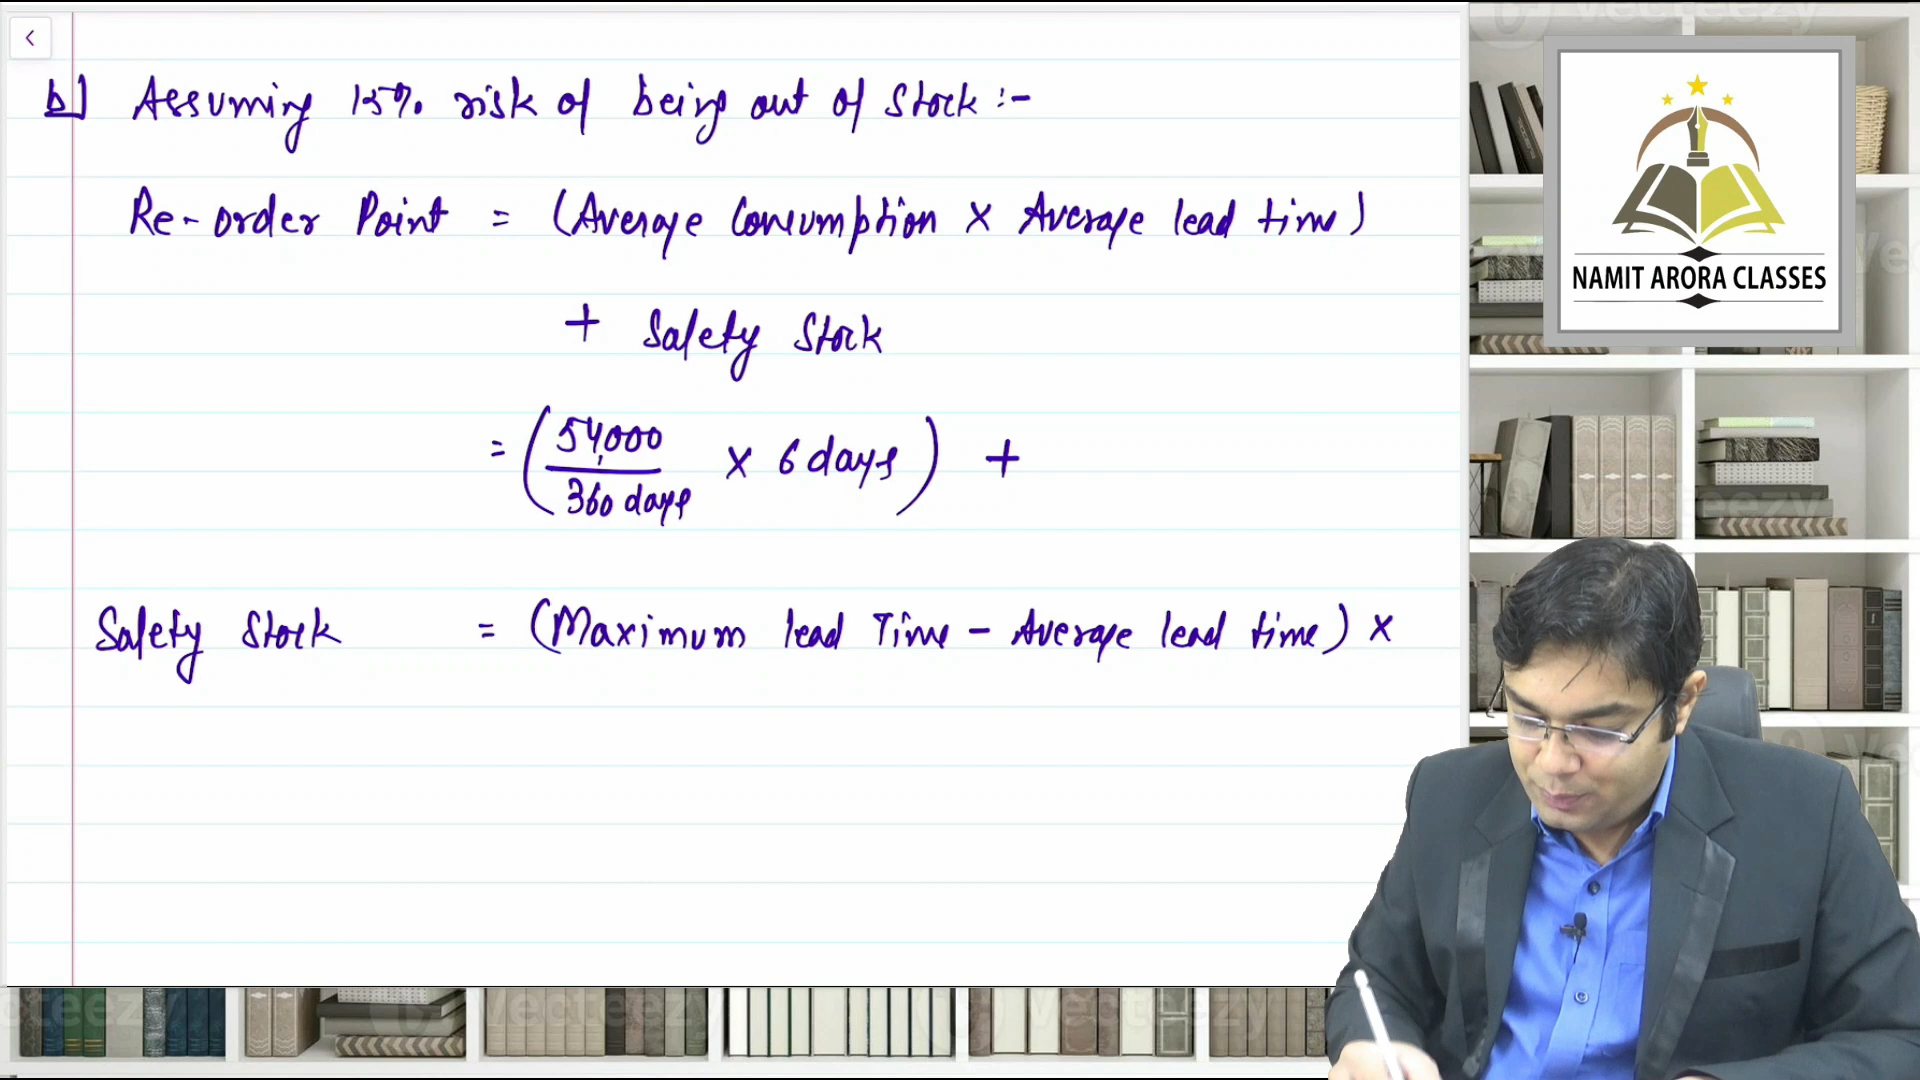 b] Assuming 15% risk of being out of stock :-
Re-order Point = (Average Consumption × Average lead time)
+ Safety Stock
= (54,000 / 360 days × 6 days) +
Safety Stock = (Maximum lead Time - Average lead time) ×
NAMIT ARORA CLASSES
Vecteezy